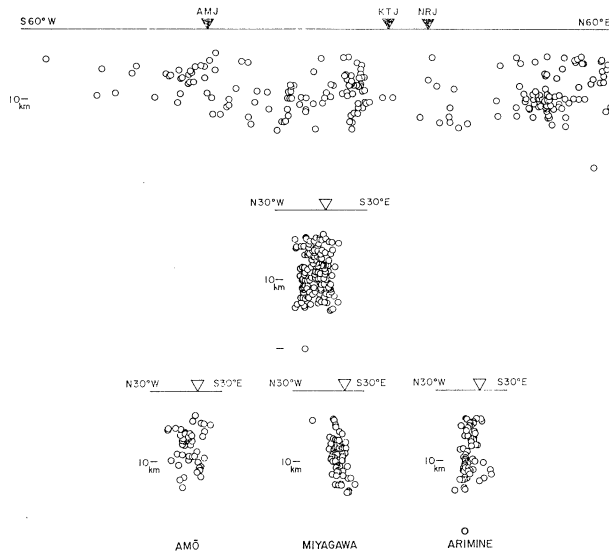 AMJ KTJ NRJ
S60°W N60°E
10
km
N30°W S30°E
10
km
N30°W S30°E N30°W S30°E N30°W S30°E
10 10 10
km km km
AMŌ MIYAGAWA ARIMINE